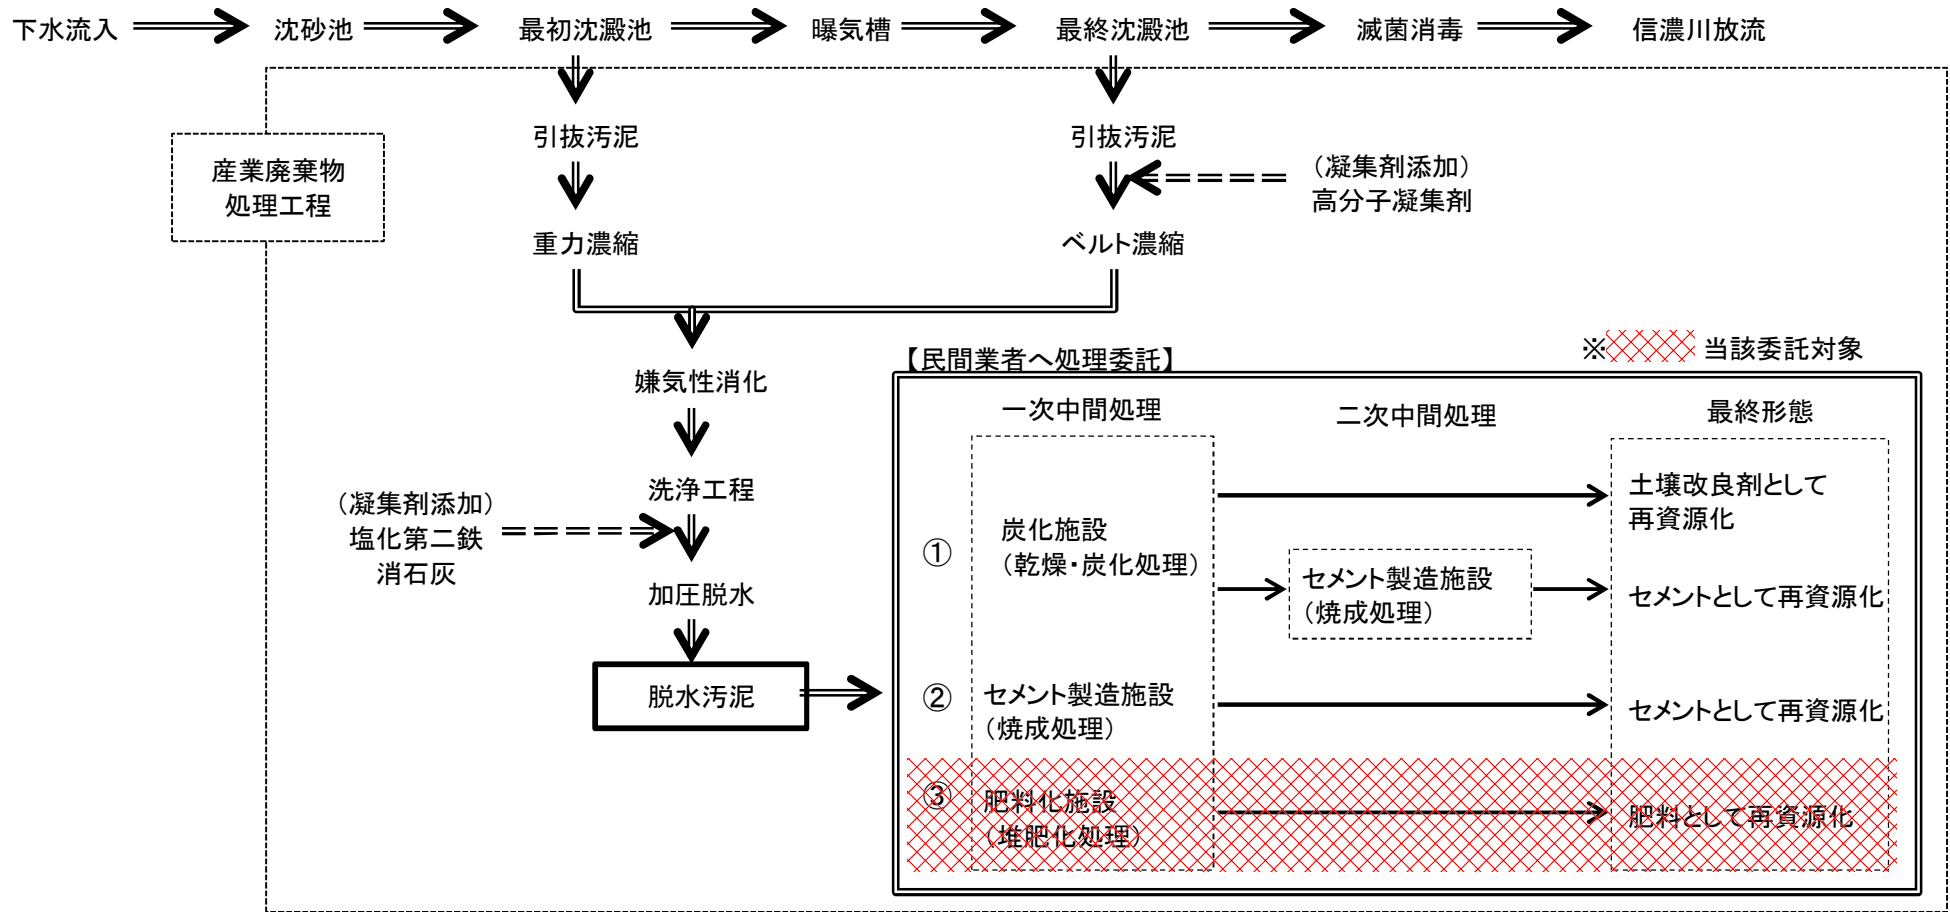 下水流入
沈砂池
最初沈澱池
曝気槽
最終沈澱池
滅菌消毒
信濃川放流
産業廃棄物
処理工程
引抜汚泥
引抜汚泥
（凝集剤添加）
高分子凝集剤
重力濃縮
ベルト濃縮
嫌気性消化
洗浄工程
（凝集剤添加）
塩化第二鉄
消石灰
加圧脱水
脱水汚泥
【民間業者へ処理委託】
※ 当該委託対象
一次中間処理
二次中間処理
最終形態
①
炭化施設
（乾燥・炭化処理）
土壌改良剤として
再資源化
セメント製造施設
（焼成処理）
セメントとして再資源化
②
セメント製造施設
（焼成処理）
セメントとして再資源化
③
肥料化施設
（堆肥化処理）
肥料として再資源化